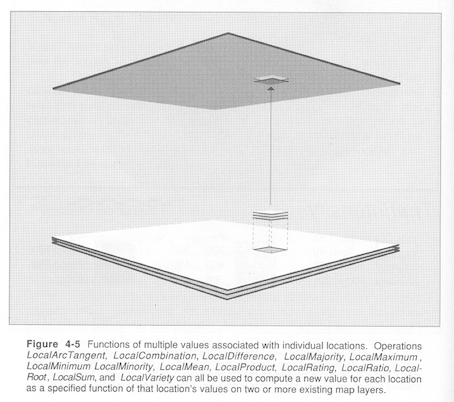 Figure 4-5 Functions of multiple values associated with individual locations. Operations
LocalArcTangent, LocalCombination, LocalDifference, LocalMajority, LocalMaximum,
LocalMinimum LocalMinority, LocalMean, LocalProduct, LocalRating, LocalRatio, Local-
Root, LocalSum, and LocalVariety can all be used to compute a new value for each location
as a specified function of that location's values on two or more existing map layers.